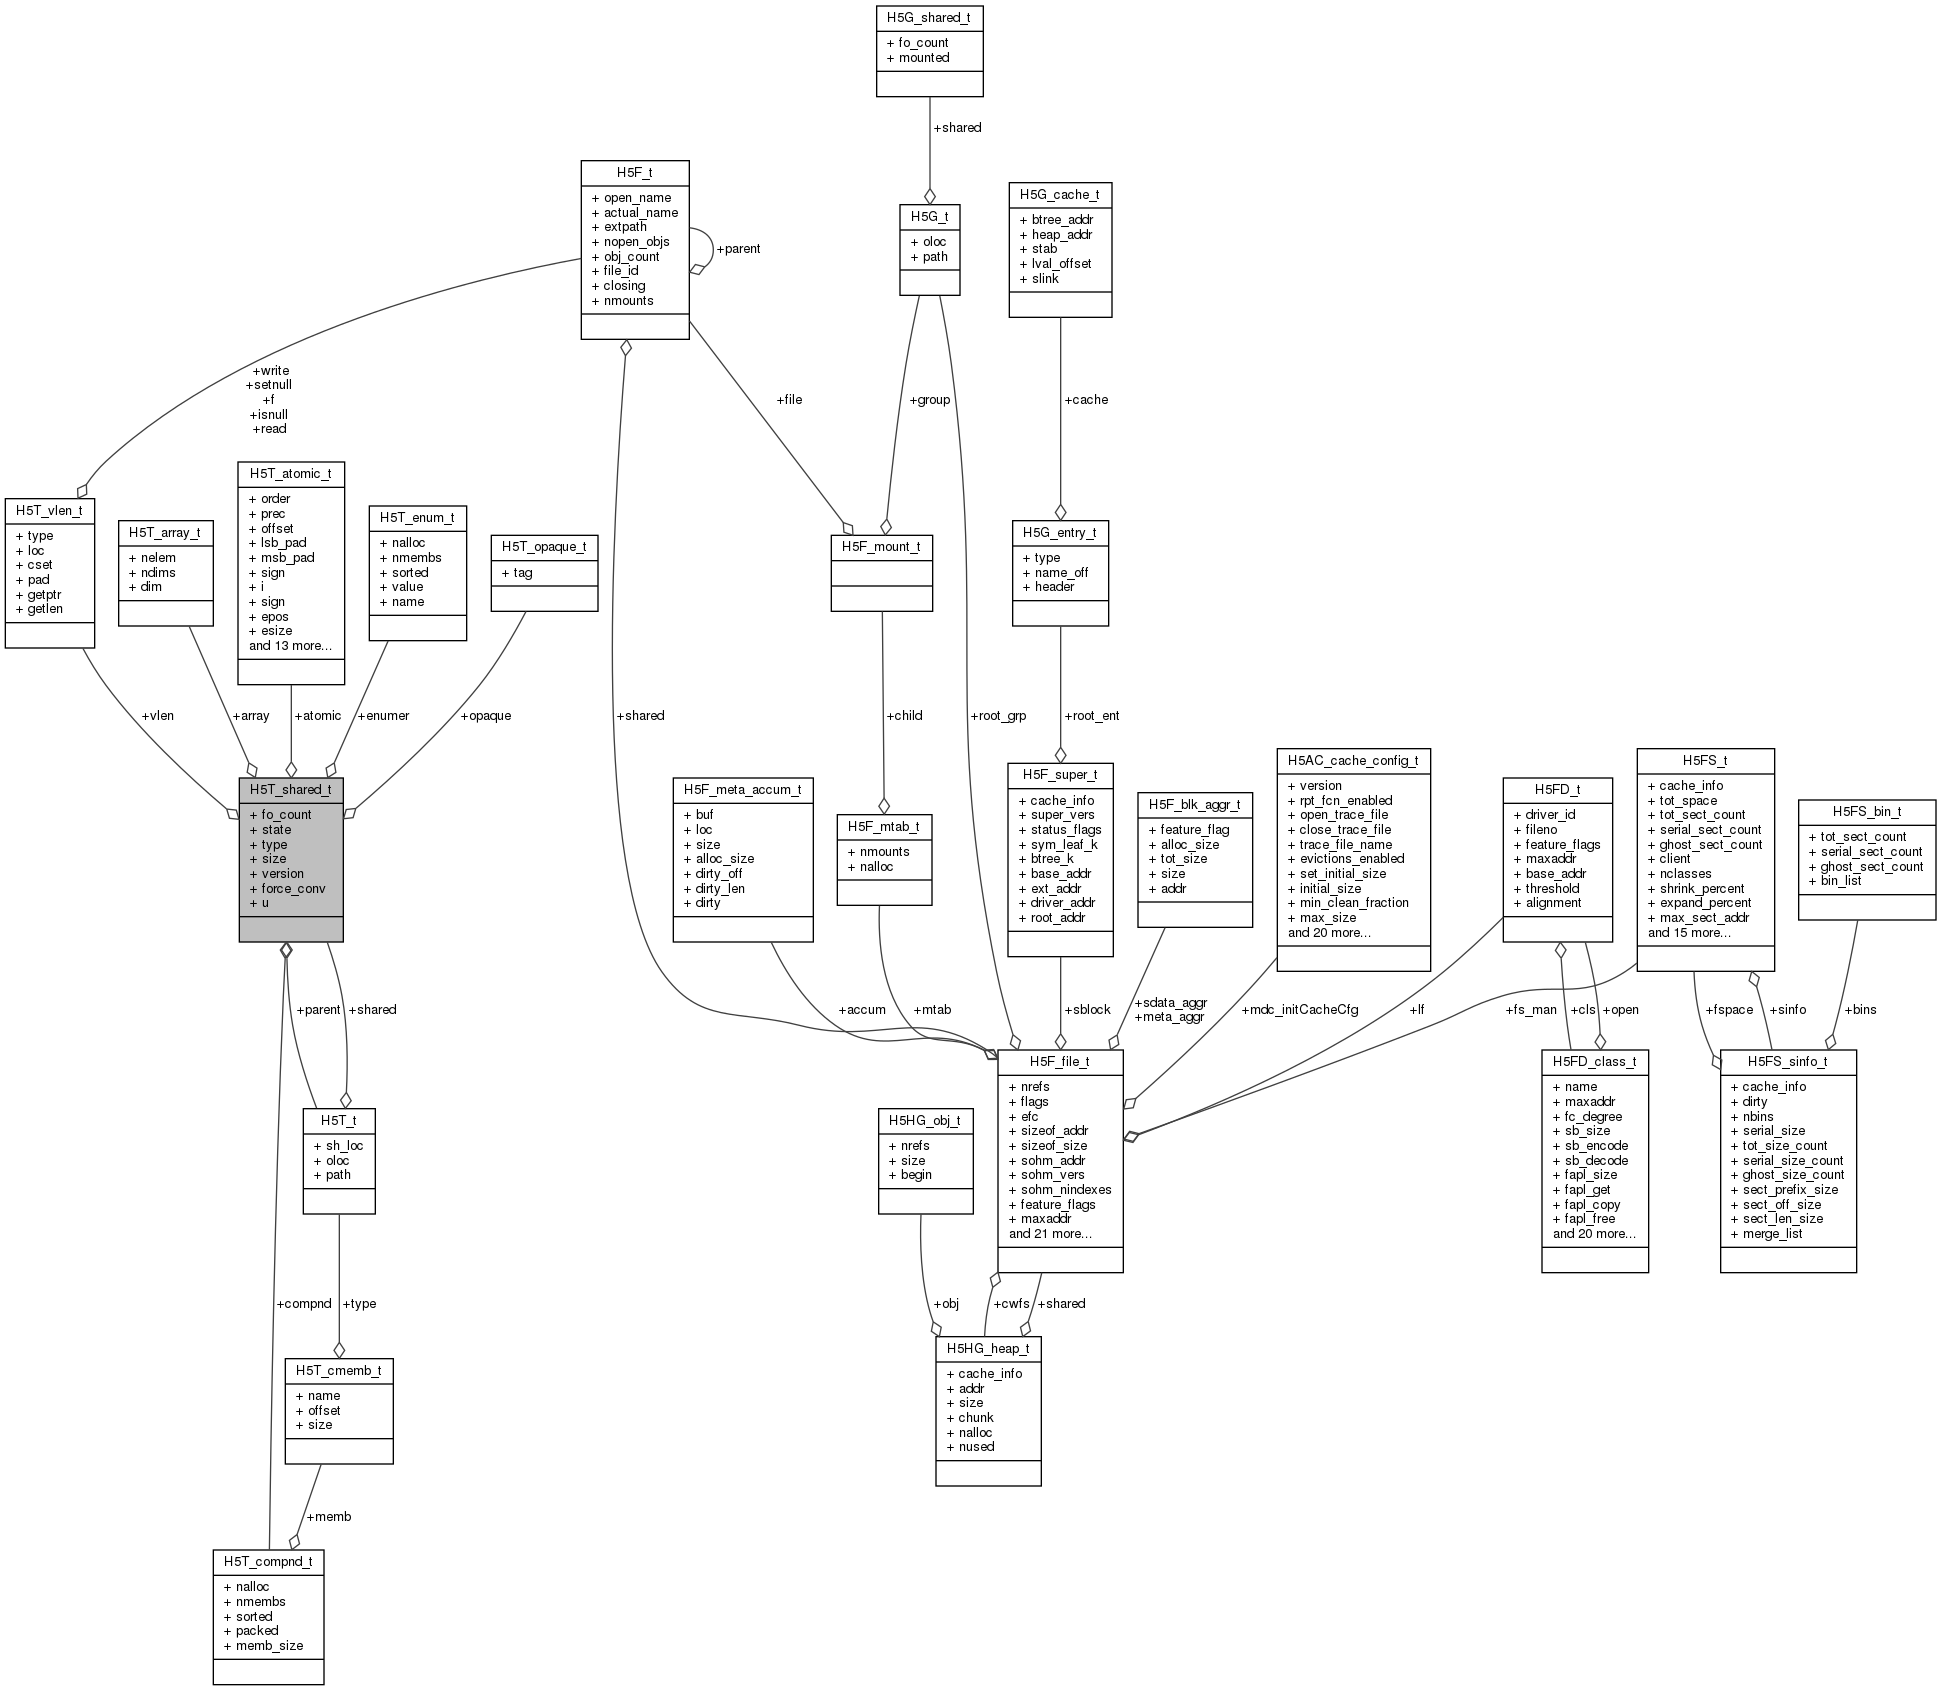 H5G_shared_t
+ fo_count
+ mounted
+shared
H5F_t
+ open_name
+ actual_name
+ extpath
+ nopen_objs
+ obj_count
+ file_id
+ closing
+ nmounts
+parent
H5G_t
+ oloc
+ path
H5G_cache_t
+ btree_addr
+ heap_addr
+ stab
+ lval_offset
+ slink
+write
+setnull
+f
+isnull
+read
+file
+group
+cache
H5T_vlen_t
+ type
+ loc
+ cset
+ pad
+ getptr
+ getlen
H5T_array_t
+ nelem
+ ndims
+ dim
H5T_atomic_t
+ order
+ prec
+ offset
+ lsb_pad
+ msb_pad
+ sign
+ i
+ sign
+ epos
+ esize
and 13 more...
H5T_enum_t
+ nalloc
+ nmembs
+ sorted
+ value
+ name
H5T_opaque_t
+ tag
H5F_mount_t
H5G_entry_t
+ type
+ name_off
+ header
+vlen
+array
+atomic
+enumer
+opaque
+shared
+child
+root_grp
+root_ent
H5T_shared_t
+ fo_count
+ state
+ type
+ size
+ version
+ force_conv
+ u
H5F_meta_accum_t
+ buf
+ loc
+ size
+ alloc_size
+ dirty_off
+ dirty_len
+ dirty
H5F_mtab_t
+ nmounts
+ nalloc
H5F_super_t
+ cache_info
+ super_vers
+ status_flags
+ sym_leaf_k
+ btree_k
+ base_addr
+ ext_addr
+ driver_addr
+ root_addr
H5F_blk_aggr_t
+ feature_flag
+ alloc_size
+ tot_size
+ size
+ addr
H5AC_cache_config_t
+ version
+ rpt_fcn_enabled
+ open_trace_file
+ close_trace_file
+ trace_file_name
+ evictions_enabled
+ set_initial_size
+ initial_size
+ min_clean_fraction
+ max_size
and 20 more...
H5FD_t
+ driver_id
+ fileno
+ feature_flags
+ maxaddr
+ base_addr
+ threshold
+ alignment
H5FS_t
+ cache_info
+ tot_space
+ tot_sect_count
+ serial_sect_count
+ ghost_sect_count
+ client
+ nclasses
+ shrink_percent
+ expand_percent
+ max_sect_addr
and 15 more...
H5FS_bin_t
+ tot_sect_count
+ serial_sect_count
+ ghost_sect_count
+ bin_list
+parent
+shared
+accum
+mtab
+sblock
+sdata_aggr
+meta_aggr
+mdc_initCacheCfg
+lf
+fs_man
+cls
+open
+fspace
+sinfo
+bins
H5T_t
+ sh_loc
+ oloc
+ path
H5HG_obj_t
+ nrefs
+ size
+ begin
H5F_file_t
+ nrefs
+ flags
+ efc
+ sizeof_addr
+ sizeof_size
+ sohm_addr
+ sohm_vers
+ sohm_nindexes
+ feature_flags
+ maxaddr
and 21 more...
H5FD_class_t
+ name
+ maxaddr
+ fc_degree
+ sb_size
+ sb_encode
+ sb_decode
+ fapl_size
+ fapl_get
+ fapl_copy
+ fapl_free
and 20 more...
H5FS_sinfo_t
+ cache_info
+ dirty
+ nbins
+ serial_size
+ tot_size_count
+ serial_size_count
+ ghost_size_count
+ sect_prefix_size
+ sect_off_size
+ sect_len_size
+ merge_list
+compnd
+type
+obj
+cwfs
+shared
H5T_cmemb_t
+ name
+ offset
+ size
H5HG_heap_t
+ cache_info
+ addr
+ size
+ chunk
+ nalloc
+ nused
+memb
H5T_compnd_t
+ nalloc
+ nmembs
+ sorted
+ packed
+ memb_size